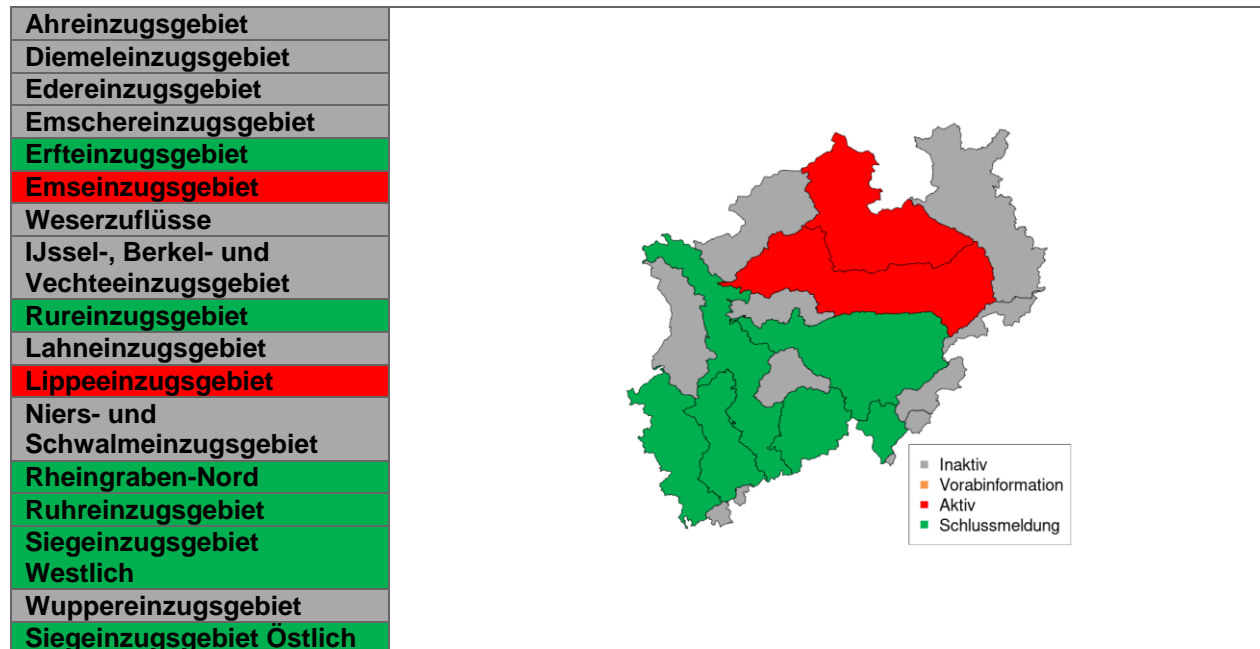 Ahreinzugsgebiet
Diemeleinzugsgebiet
Edereinzugsgebiet
Emschereinzugsgebiet
Erfteinzugsgebiet
Emseinzugsgebiet
Weserzuflüsse
IJssel-, Berkel- und
Vechteeinzugsgebiet
Rureinzugsgebiet
Lahneinzugsgebiet
Lippeeinzugsgebiet
Niers- und
Schwalmeinzugsgebiet
Rheingraben-Nord
Ruhreinzugsgebiet
Siegeinzugsgebiet
Westlich
Wuppereinzugsgebiet
Siegeinzugsgebiet Östlich
Inaktiv
Vorabinformation
Aktiv
Schlussmeldung